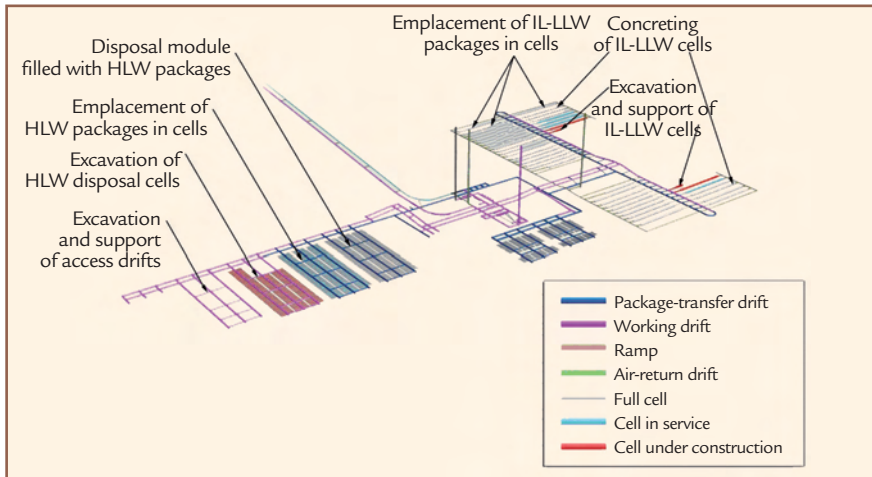 Disposal module
filled with HLW packages
Emplacement of
HLW packages in cells
Excavation of
HLW disposal cells
Excavation
and support
of access drifts
Emplacement of IL-LLW
packages in cells
Concreting
of IL-LLW cells
Excavation
and support of
IL-LLW cells
Package-transfer drift
Working drift
Ramp
Air-return drift
Full cell
Cell in service
Cell under construction